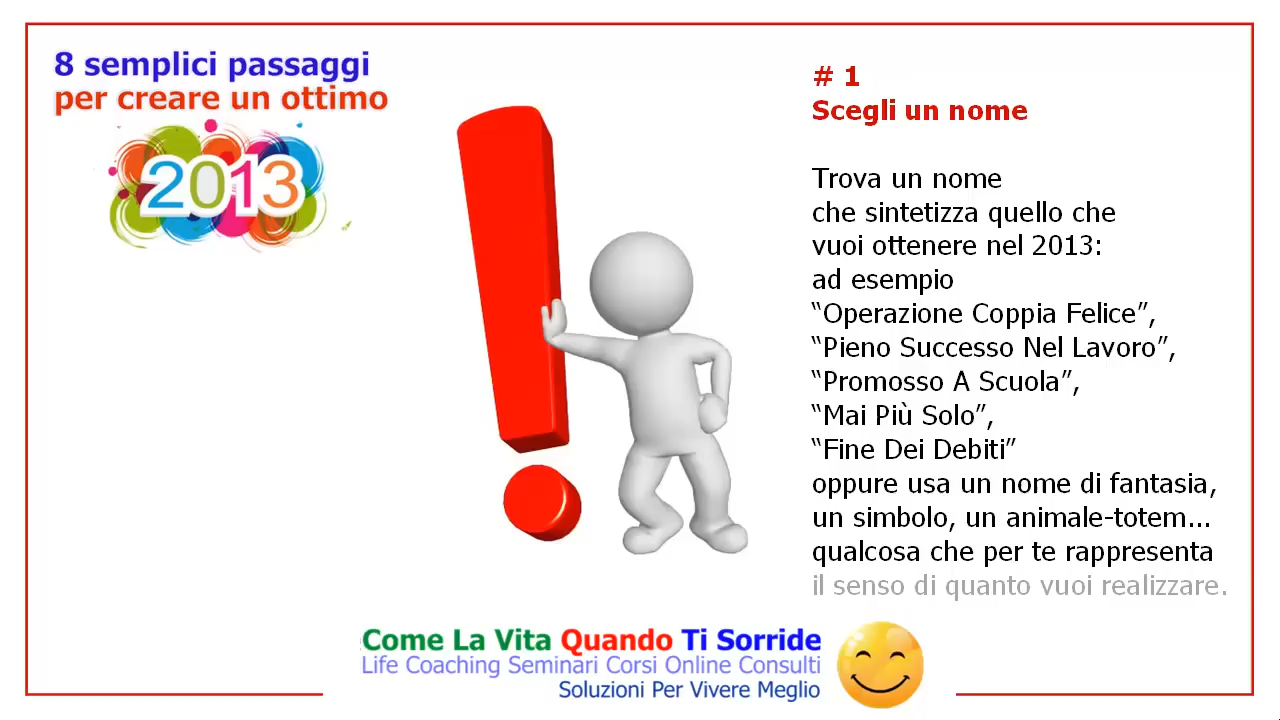 8 semplici passaggi
per creare un ottimo
2013
# 1
Scegli un nome
Trova un nome
che sintetizza quello che
vuoi ottenere nel 2013:
ad esempio
“Operazione Coppia Felice”,
“Pieno Successo Nel Lavoro”,
“Promosso A Scuola”,
“Mai Più Solo”,
“Fine Dei Debiti”
oppure usa un nome di fantasia,
un simbolo, un animale-totem...
qualcosa che per te rappresenta
il senso di quanto vuoi realizzare.
Come La Vita Quando Ti Sorride
Life Coaching Seminari Corsi Online Consulti
Soluzioni Per Vivere Meglio